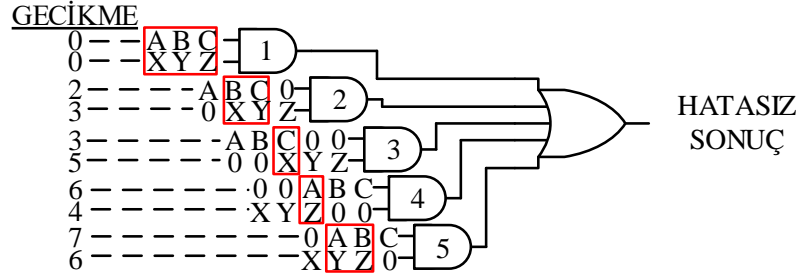 GECİKME
0 A B C 1
0 X Y Z
2 A B C 0 2
3 0 X Y Z
3 A B C 0 0 3
5 0 0 X Y Z
6 0 0 A B C 4
4 X Y Z 0 0
7 0 A B C 5
6 X Y Z 0
HATASIZ
SONUÇ